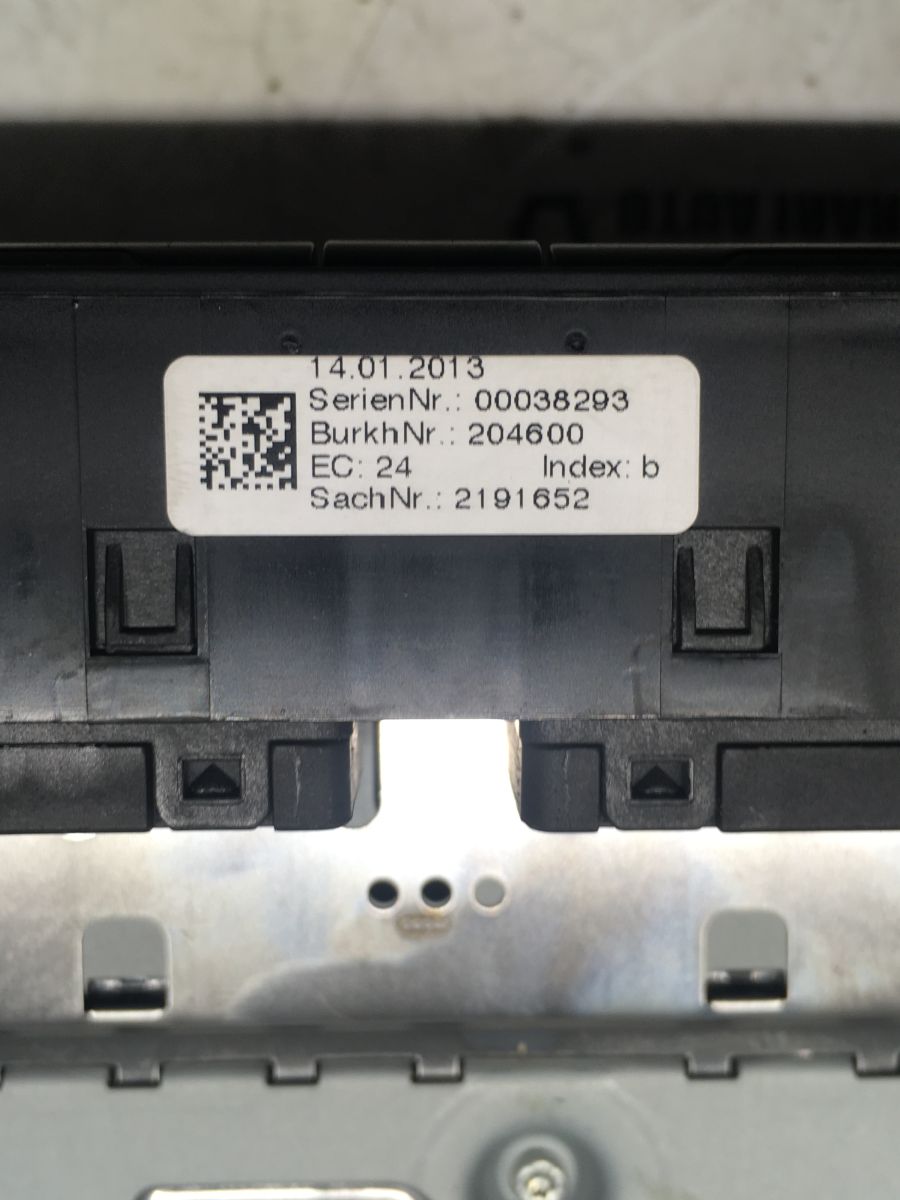 14.01.2013
SerienNr.: 00038293
BurkhNr.: 204600
EC: 24 Index: b
SachNr.: 2191652